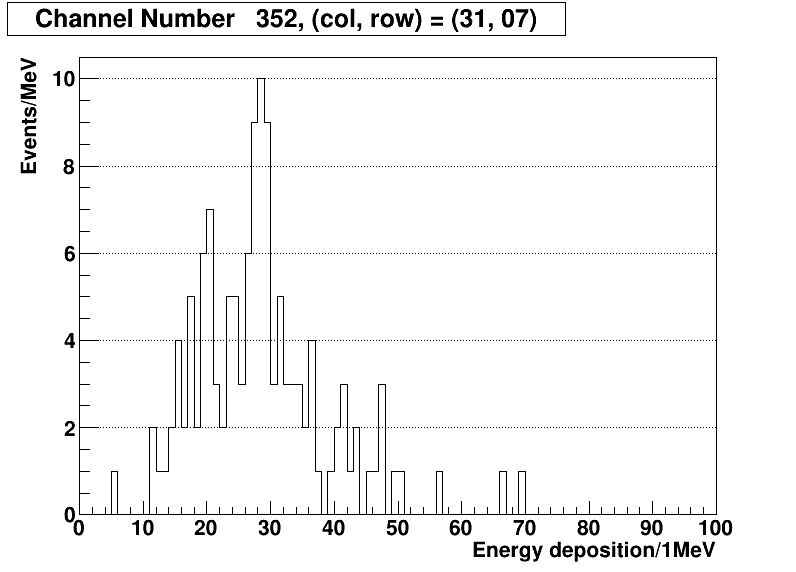 Channel Number 352, (col, row) = (31, 07)
Events/MeV
10
8
6
4
2
0
0 10 20 30 40 50 60 70 80 90 100
Energy deposition/1MeV